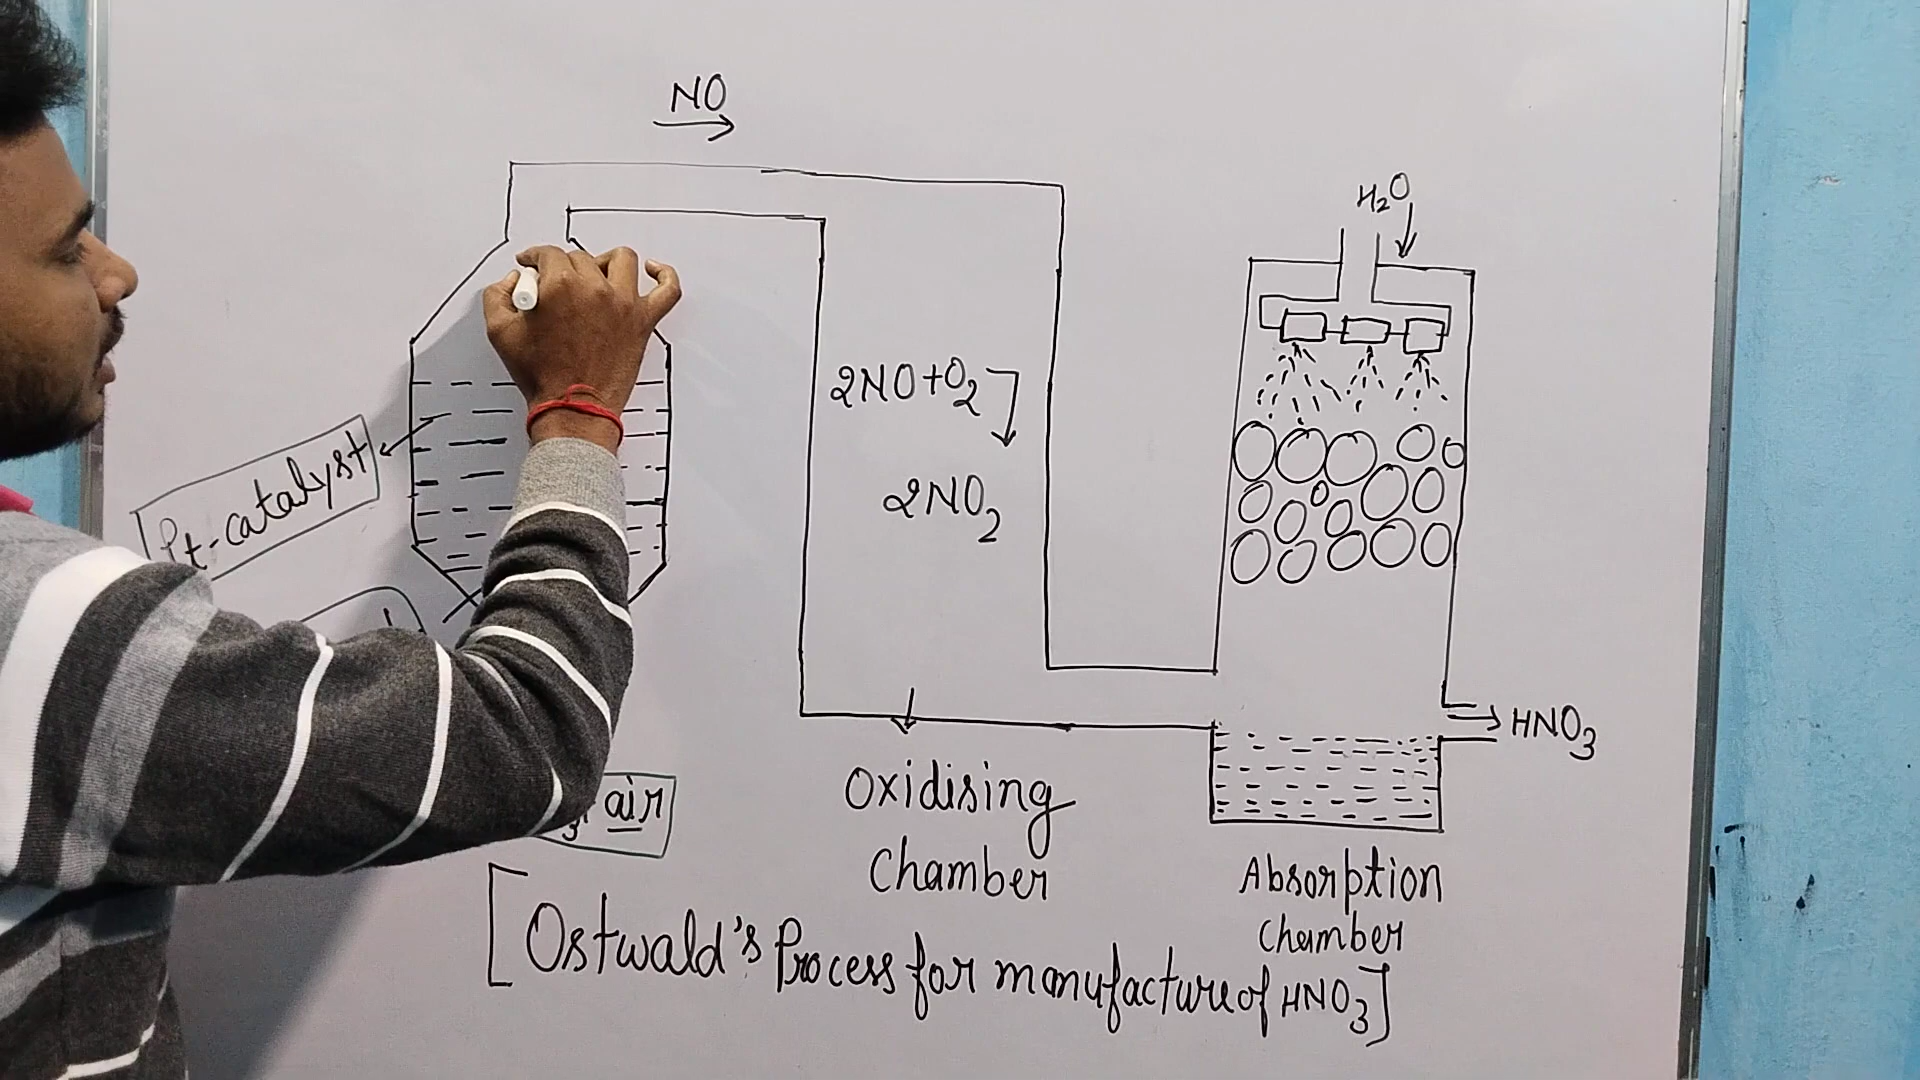 NO
H₂O
2NO+O₂
2NO₂
Pt-catalyst
HNO₃
air
Oxidising
Chamber
Absorption
Chamber
[Ostwald's Process for manufacture of HNO₃]